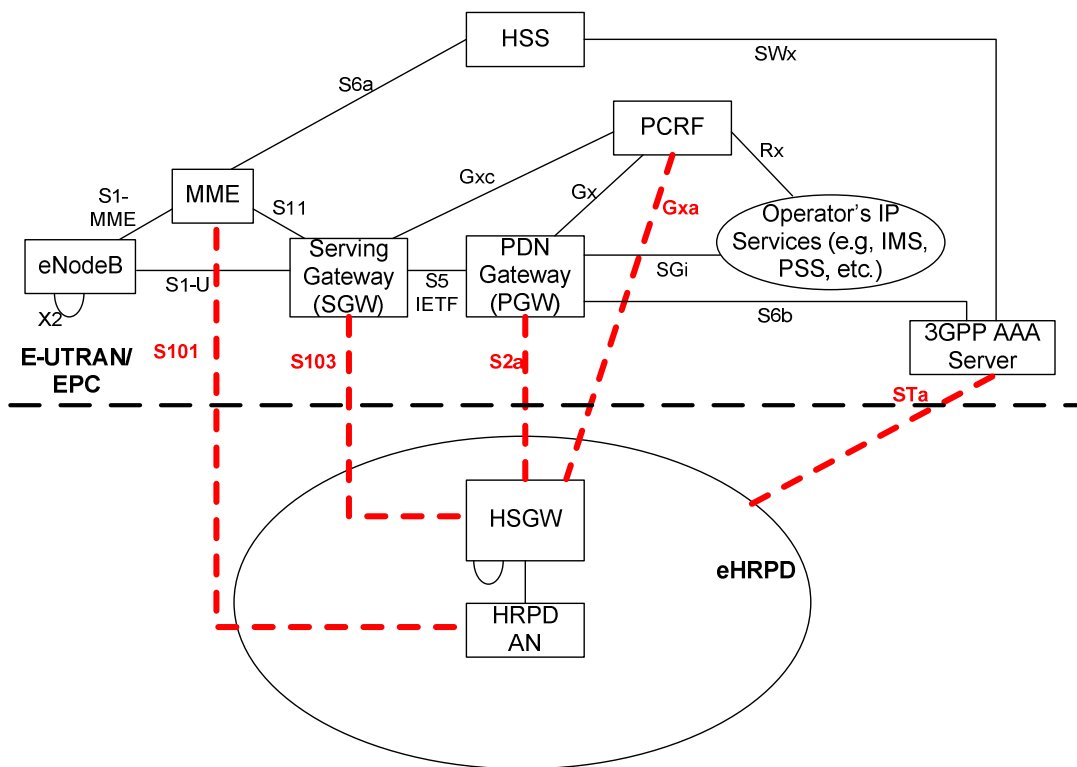 HSS
SWx
S6a
PCRF
Rx
Gxc
MME
S1-
MME
S11
Gx
Gxa
Operator's IP
Services (e.g, IMS,
PSS, etc.)
eNodeB
Serving
Gateway
(SGW)
PDN
Gateway
(PGW)
S1-U
S5
IETF
SGi
X2
S6b
3GPP AAA
Server
E-UTRAN/
EPC
S101
S103
S2a
STa
HSGW
eHRPD
HRPD
AN